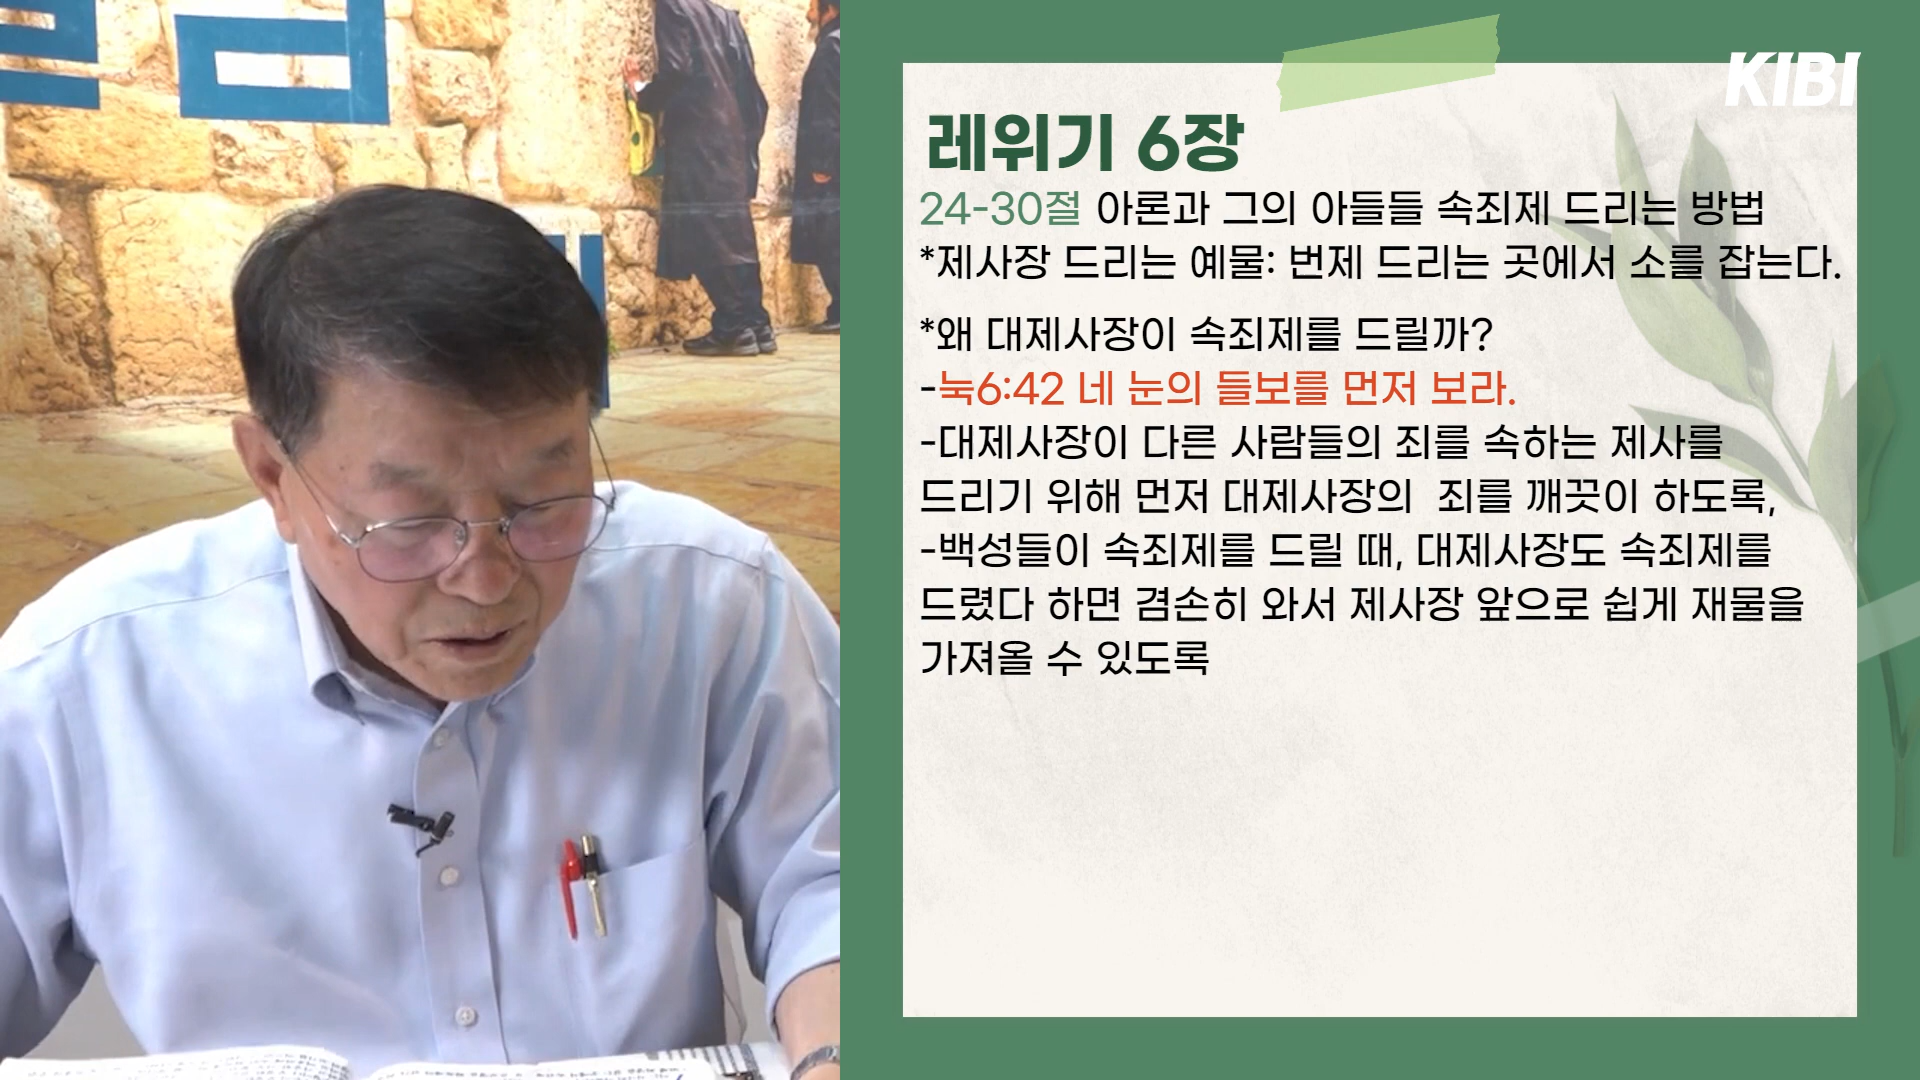 KIBI
레위기 6장
24-30절 아론과 그의 아들들 속죄제 드리는 방법
*제사장 드리는 예물: 번제 드리는 곳에서 소를 잡는다.
*왜 대제사장이 속죄제를 드릴까?
-눅6:42 네 눈의 들보를 먼저 보라.
-대제사장이 다른 사람들의 죄를 속하는 제사를
드리기 위해 먼저 대제사장의 죄를 깨끗이 하도록,
-백성들이 속죄제를 드릴 때, 대제사장도 속죄제를
드렸다 하면 겸손히 와서 제사장 앞으로 쉽게 재물을
가져올 수 있도록